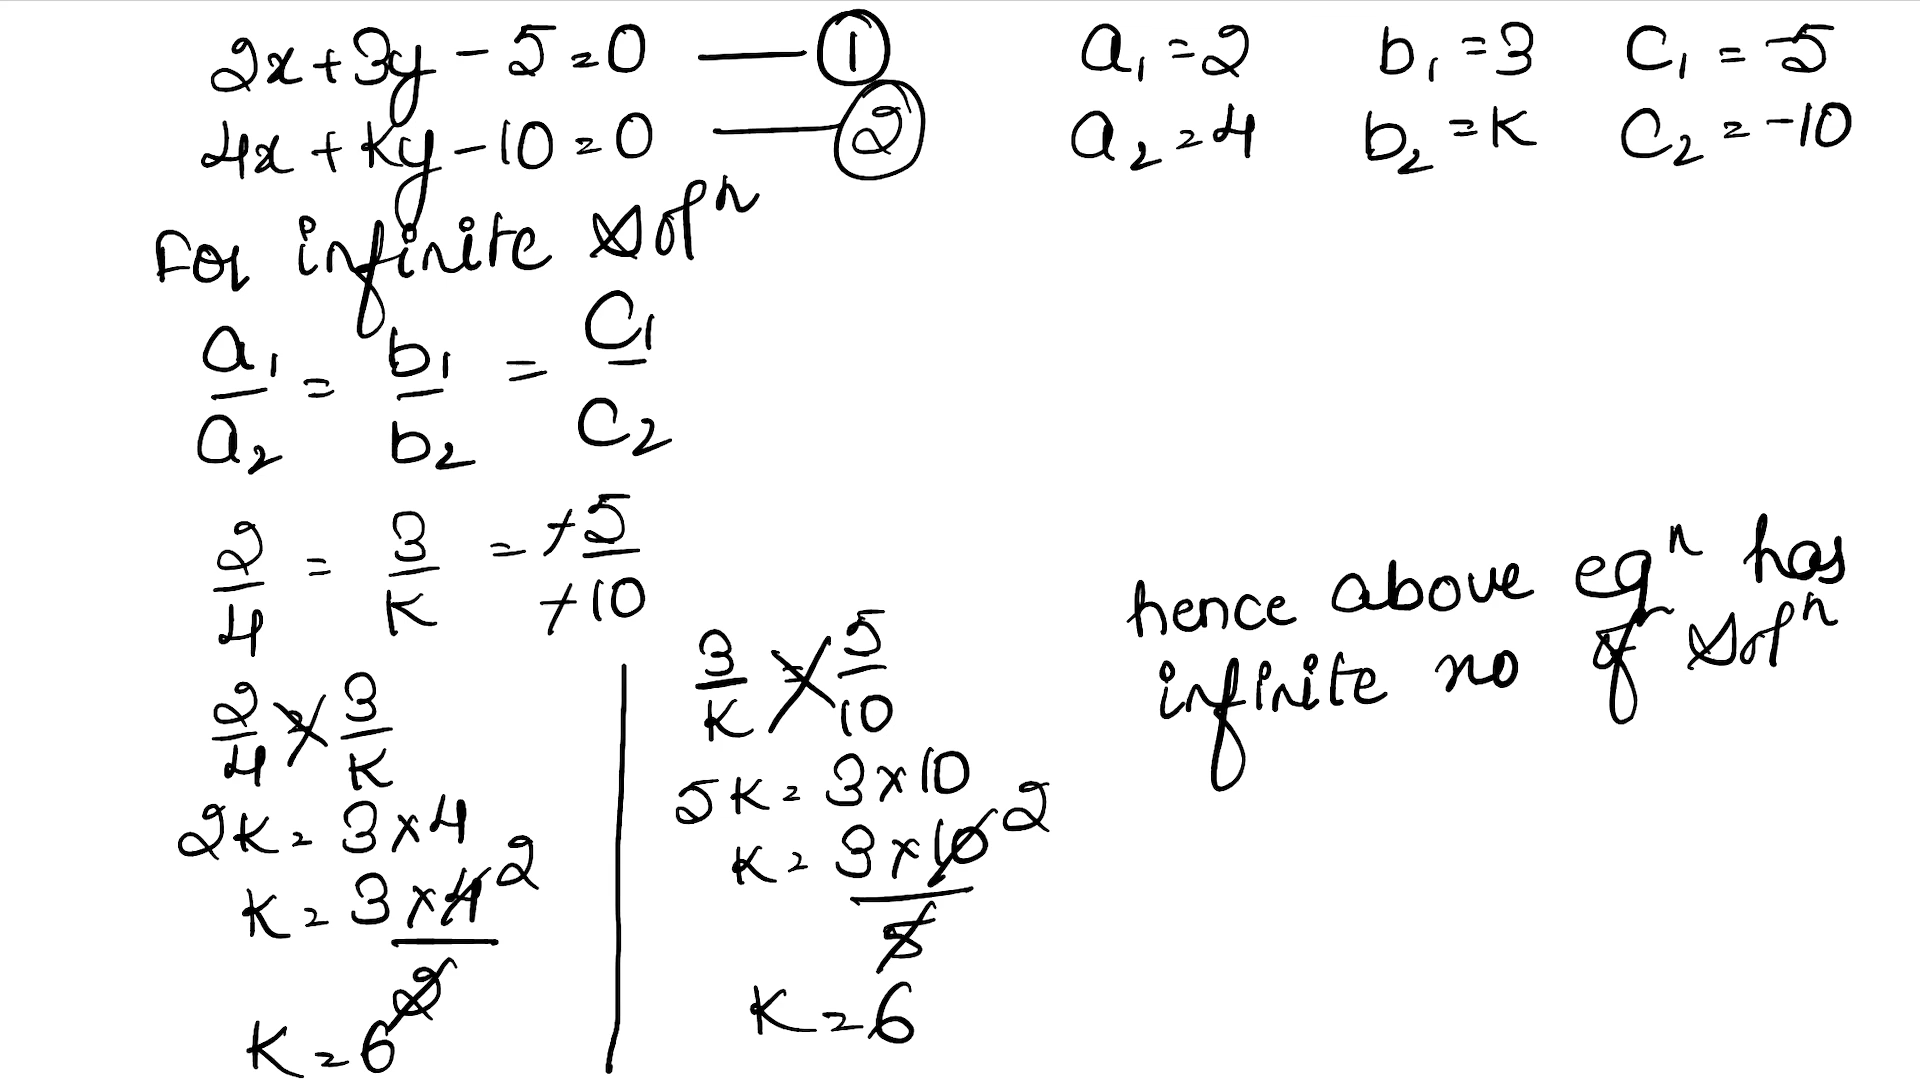 2x+3y-5=0 —— ①
4x+Ky-10=0 —— ②
a₁=2 b₁=3 C₁=-5
a₂=4 b₂=K C₂=-10
For infinite solⁿ
a₁/a₂ = b₁/b₂ = C₁/C₂
2/4 = 3/K = +5/+10
2/4 = 3/K
2K = 3×4
K = 3×4/2 2
K = 6
3/K = 5/10
5K = 3×10
K = 3×10/5 2
K = 6
hence above eqⁿ has
infinite no of solⁿ